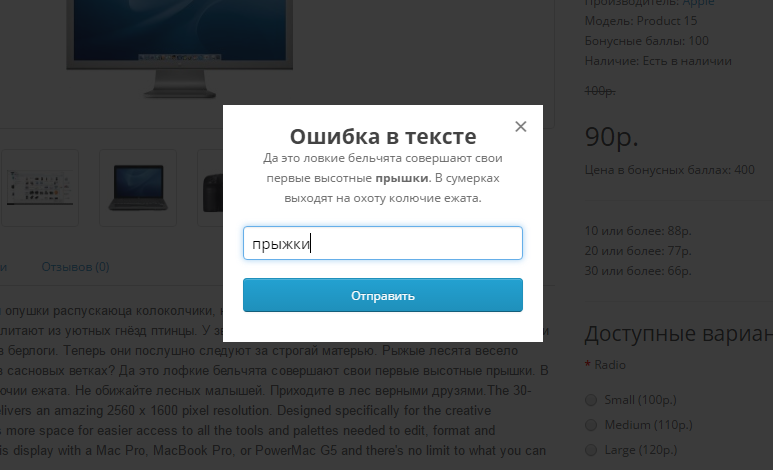 Производитель: Apple
Модель: Product 15
Бонусные баллы: 100
Наличие: Есть в наличии
100р.
90р.
Цена в бонусных баллах: 400
10 или более: 88р.
20 или более: 77р.
30 или более: 66р.
Доступные вариан
* Radio
Small (100р.)
Medium (110р.)
Large (120р.)
×
Ошибка в тексте
Да это ловкие бельчята совершают свои
первые высотные прышки. В сумерках
выходят на охоту колючие ежата.
прыжки
Отправить
Отзывов (0)
опушки распускаюца колоколчики,
литают из уютных гнёзд птинцы. У
берлоги. Теперь они послушно следуют за строгай матерью. Рыжые лесята весело
в сасновых ветках? Да это лофкие бельчята совершают свои первые высотные прышки. В
ючии ежата. Не обижайте лесных малышей. Приходите в лес верными друзями.The 30-
livers an amazing 2560 x 1600 pixel resolution. Designed specifically for the creative
s more space for easier access to all the tools and palettes needed to edit, format and
is display with a Mac Pro, MacBook Pro, or PowerMac G5 and there's no limit to what you can